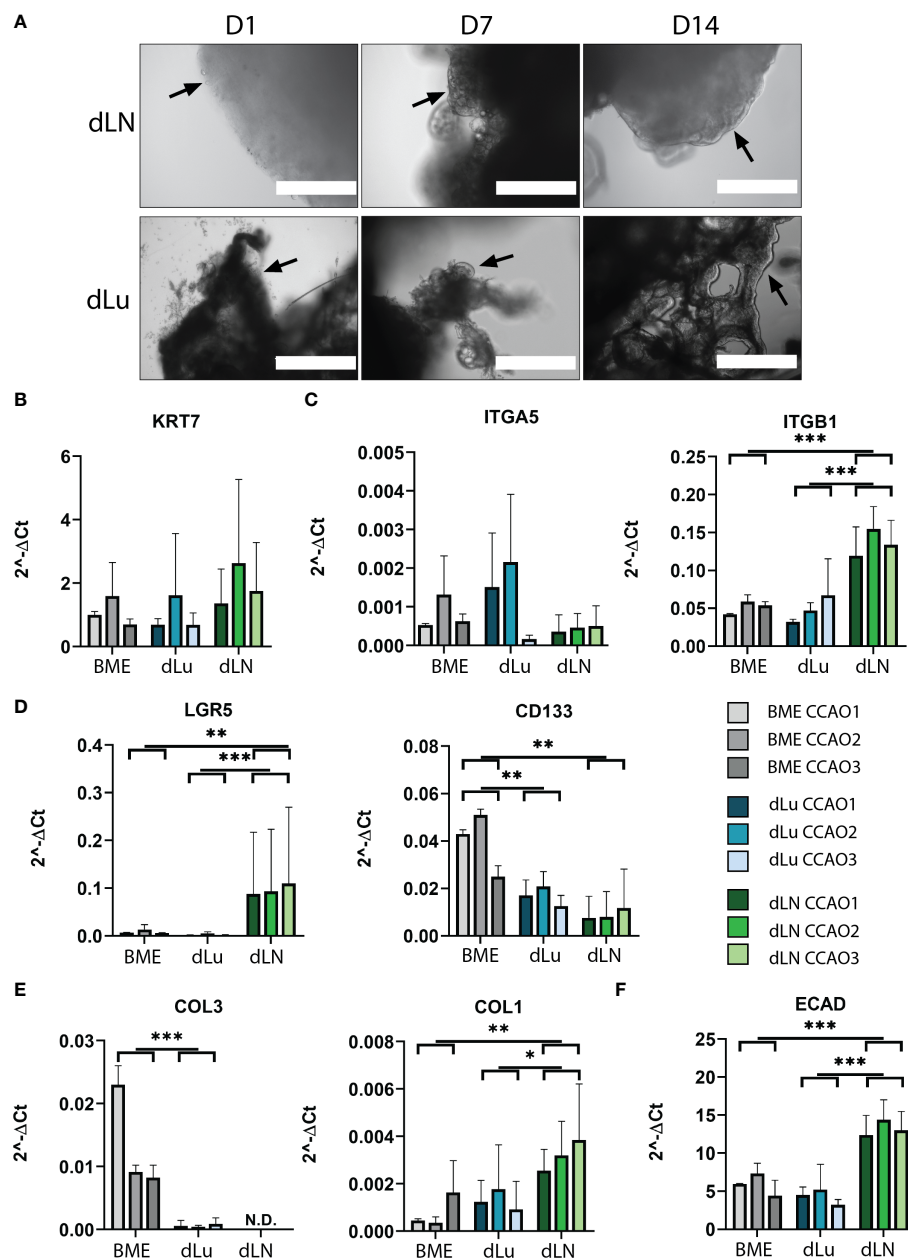 A
D1 D7 D14
dLN
dLu
B
KRT7
2^-ΔCt
6
4
2
0
BME dLu dLN
C
ITGA5
2^-ΔCt
0.005
0.004
0.003
0.002
0.001
0.000
BME dLu dLN
ITGB1
2^-ΔCt
0.25
0.20
0.15
0.10
0.05
0.00
***
***
BME dLu dLN
D
LGR5
2^-ΔCt
0.4
0.3
0.2
0.1
0.0
**
***
BME dLu dLN
CD133
2^-ΔCt
0.08
0.06
0.04
0.02
0.00
**
**
BME dLu dLN
BME CCAO1
BME CCAO2
BME CCAO3
dLu CCAO1
dLu CCAO2
dLu CCAO3
dLN CCAO1
dLN CCAO2
dLN CCAO3
E
COL3
2^-ΔCt
0.03
0.02
0.01
0.00
***
N.D.
BME dLu dLN
COL1
2^-ΔCt
0.008
0.006
0.004
0.002
0.000
**
*
BME dLu dLN
F
ECAD
2^-ΔCt
25
20
15
10
5
0
***
***
BME dLu dLN